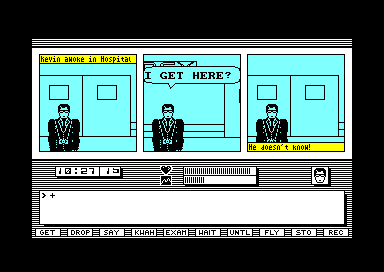 Kevin awoke in Hospital
I GET HERE?
He doesn't know!
10:27 15
> +
GET DROP SAY KWAH EXAM WAIT UNTL FLY STO REC